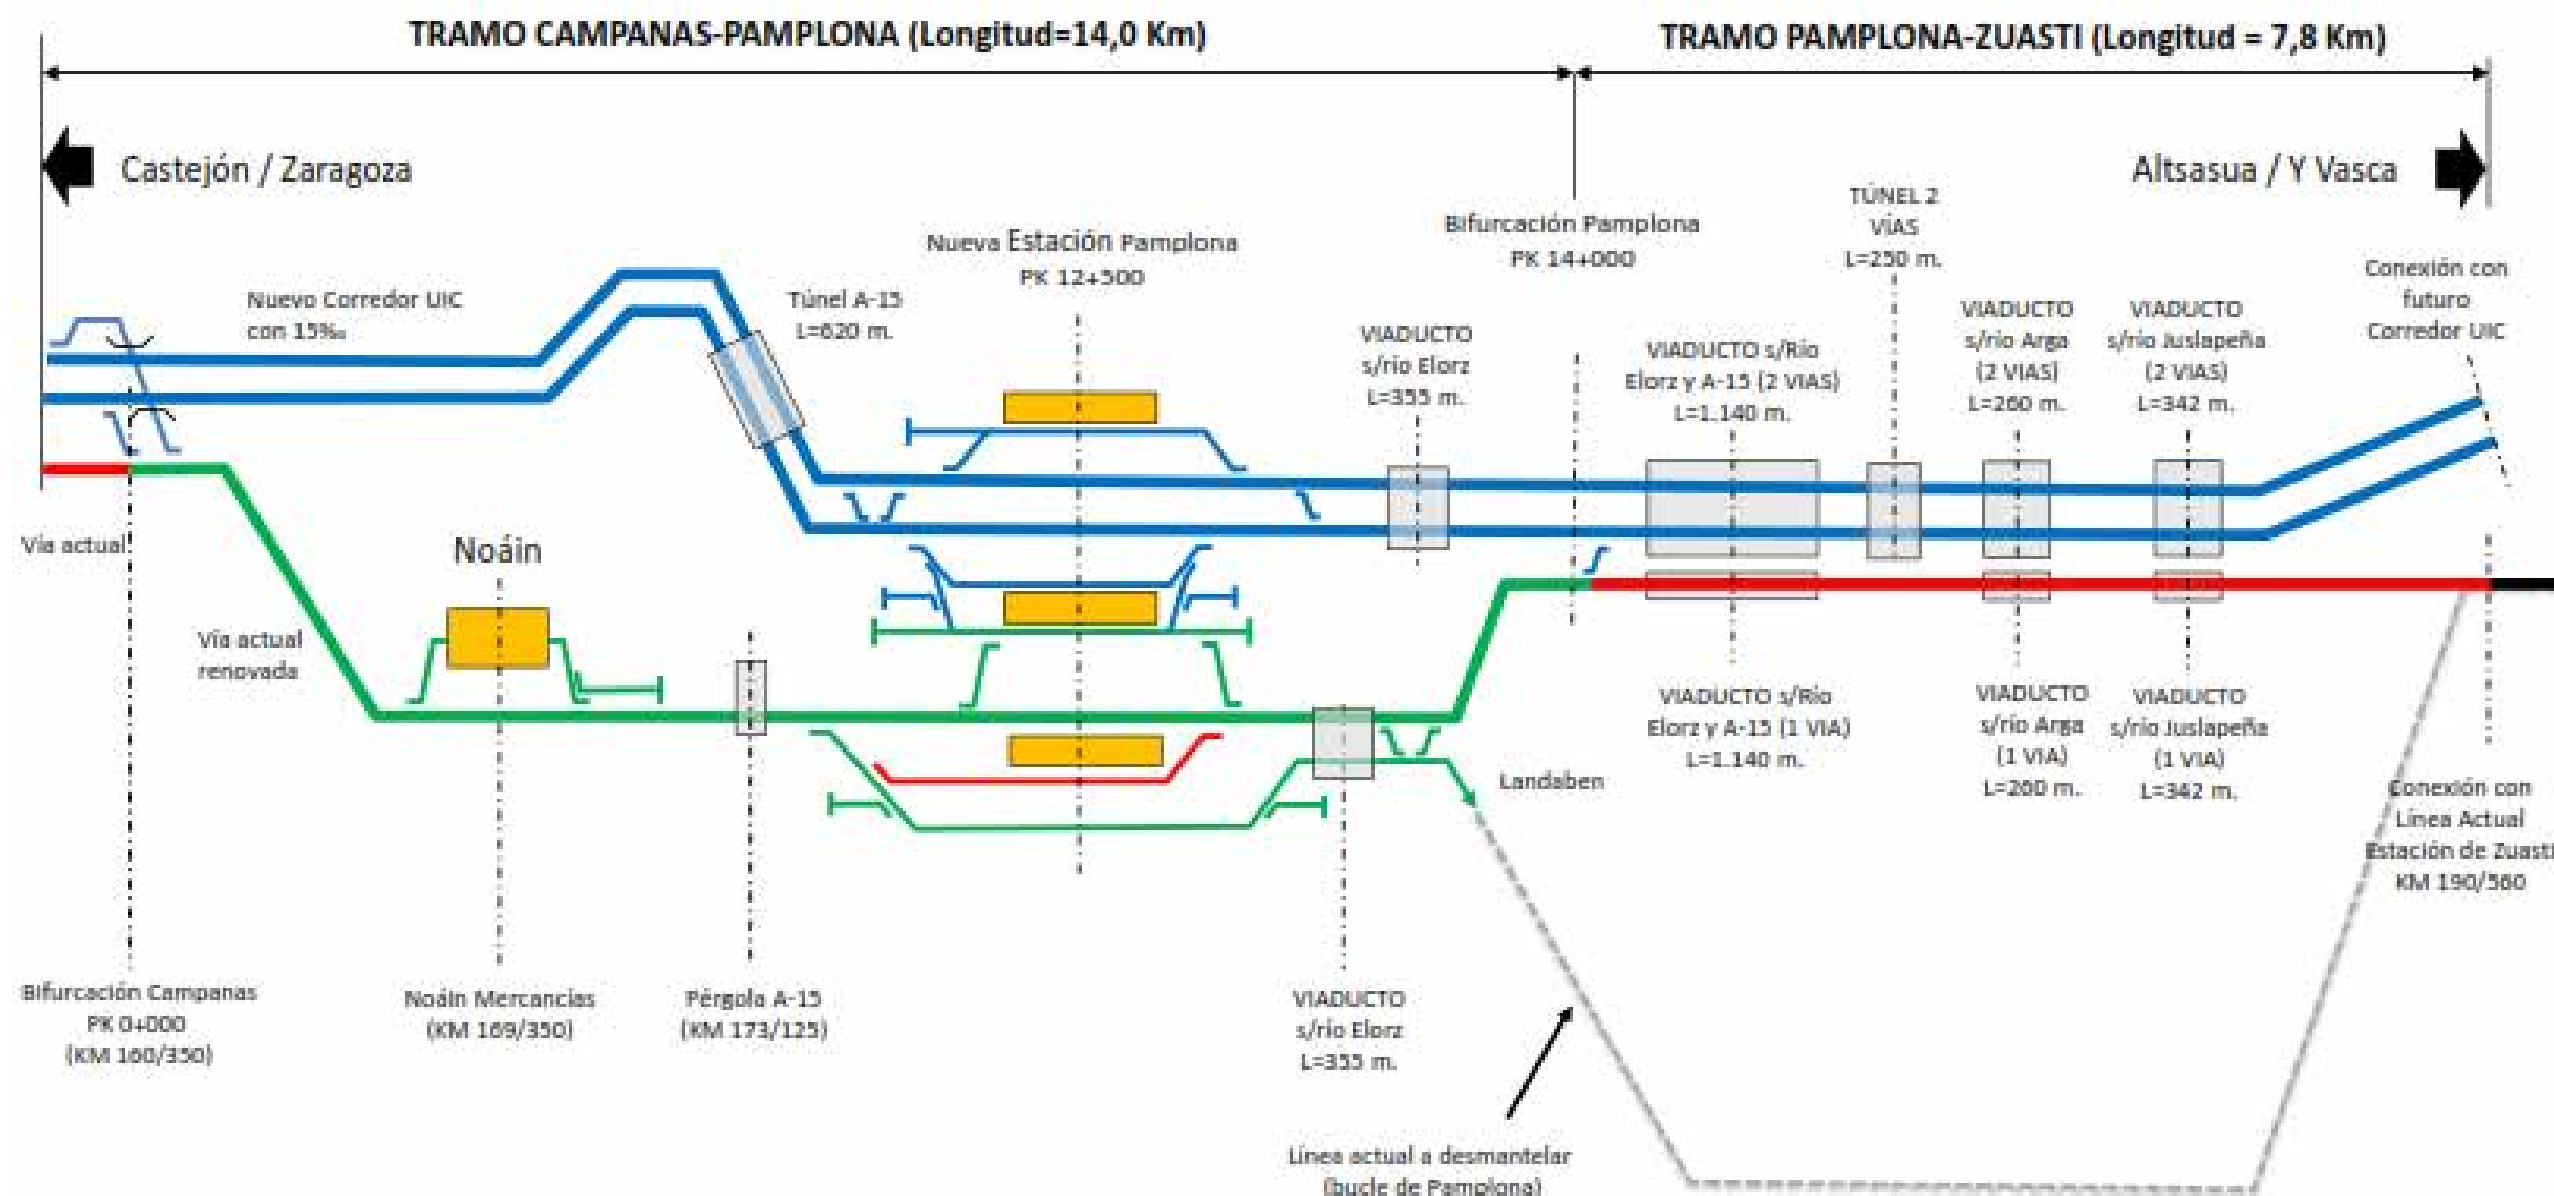 TRAMO CAMPANAS-PAMPLONA (Longitud=14,0 Km)
TRAMO PAMPLONA-ZUASTI (Longitud = 7,8 Km)
Castejón / Zaragoza
Altsasua / Y Vasca
Nuevo Corredor UIC
con 15‰
Túnel A-15
L=620 m.
Nueva Estación Pamplona
PK 12+500
Bifurcación Pamplona
PK 14+000
TÚNEL 2
VÍAS
L=250 m.
VIADUCTO
s/río Elorz
L=355 m.
VIADUCTO s/Río
Elorz y A-15 (2 VIAS)
L=1.140 m.
VIADUCTO
s/río Arga
(2 VIAS)
L=260 m.
VIADUCTO
s/río Juslapeña
(2 VIAS)
L=342 m.
Conexión con
futuro
Corredor UIC
Vía actual
Noáin
Vía actual
renovada
Landaben
VIADUCTO s/Río
Elorz y A-15 (1 VIA)
L=1.140 m.
VIADUCTO
s/río Arga
(1 VIA)
L=260 m.
VIADUCTO
s/río Juslapeña
(1 VIA)
L=342 m.
Conexión con
Línea Actual
Estación de Zuasti
KM 190/560
Bifurcación Campanas
PK 0+000
(KM 160/350)
Noáin Mercancías
(KM 169/350)
Pérgola A-15
(KM 173/125)
VIADUCTO
s/río Elorz
L=355 m.
Línea actual a desmantelar
(bucle de Pamplona)